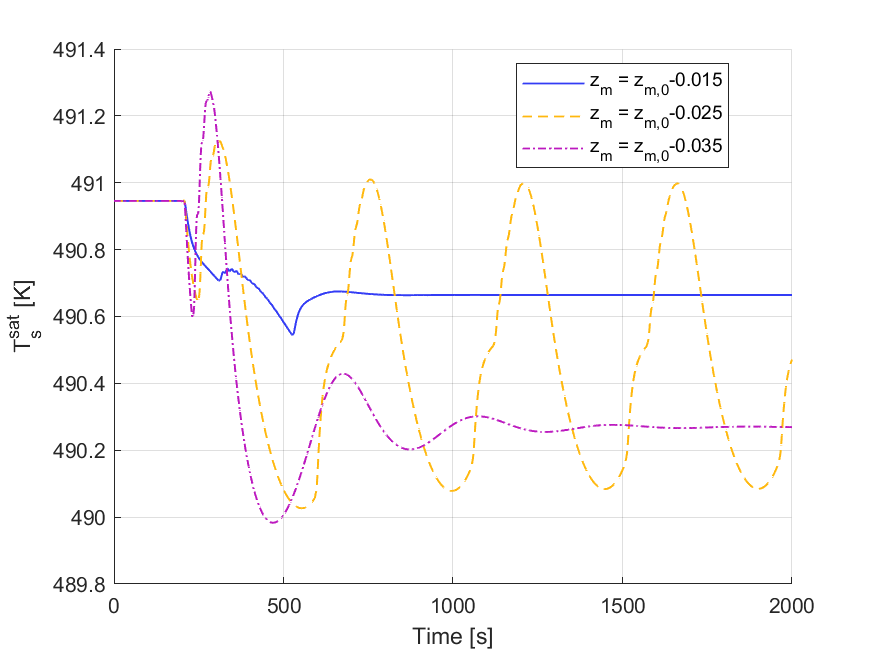 491.4
491.2
491
490.8
490.6
490.4
490.2
490
489.8
T_s^sat [K]
z_m = z_m,0-0.015
z_m = z_m,0-0.025
z_m = z_m,0-0.035
0 500 1000 1500 2000
Time [s]